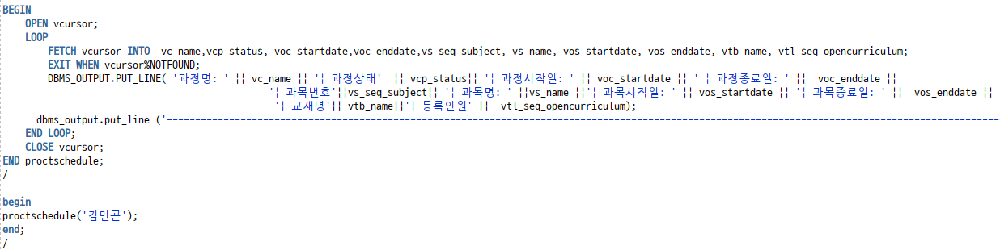 BEGIN
OPEN vcursor;
LOOP
FETCH vcursor INTO  vc_name,vcp_status, voc_startdate,voc_enddate,vs_seq_subject, vs_name, vos_startdate, vos_enddate, vtb_name, vtl_seq_opencurriculum;
EXIT WHEN vcursor%NOTFOUND;
DBMS_OUTPUT.PUT_LINE( '과정명: ' || vc_name || '| 과정상태'  || vcp_status|| '| 과정시작일: ' || voc_startdate || ' | 과정종료일: ' ||  voc_enddate ||
'| 과목번호'||vs_seq_subject|| '| 과목명: ' ||vs_name ||'| 과목시작일: ' || vos_startdate || '| 과목종료일: ' ||  vos_enddate ||
'| 교재명'|| vtb_name||'| 등록인원' ||  vtl_seq_opencurriculum);
dbms_output.put_line ('---------------------------------------------------------------------------------------------------------------------------------------------------
END LOOP;
CLOSE vcursor;
END proctschedule;
/
begin
proctschedule('김민곤');
end;
/